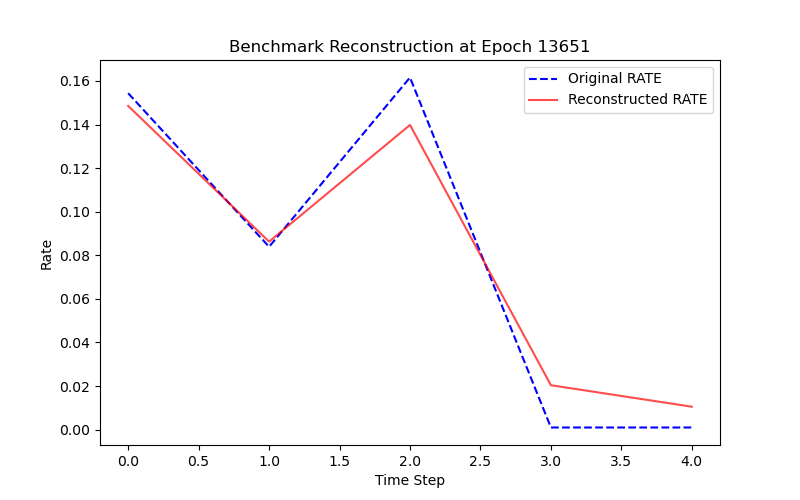 Benchmark Reconstruction at Epoch 13651
Original RATE
Reconstructed RATE
Rate
0.16
0.14
0.12
0.10
0.08
0.06
0.04
0.02
0.00
0.0 0.5 1.0 1.5 2.0 2.5 3.0 3.5 4.0
Time Step